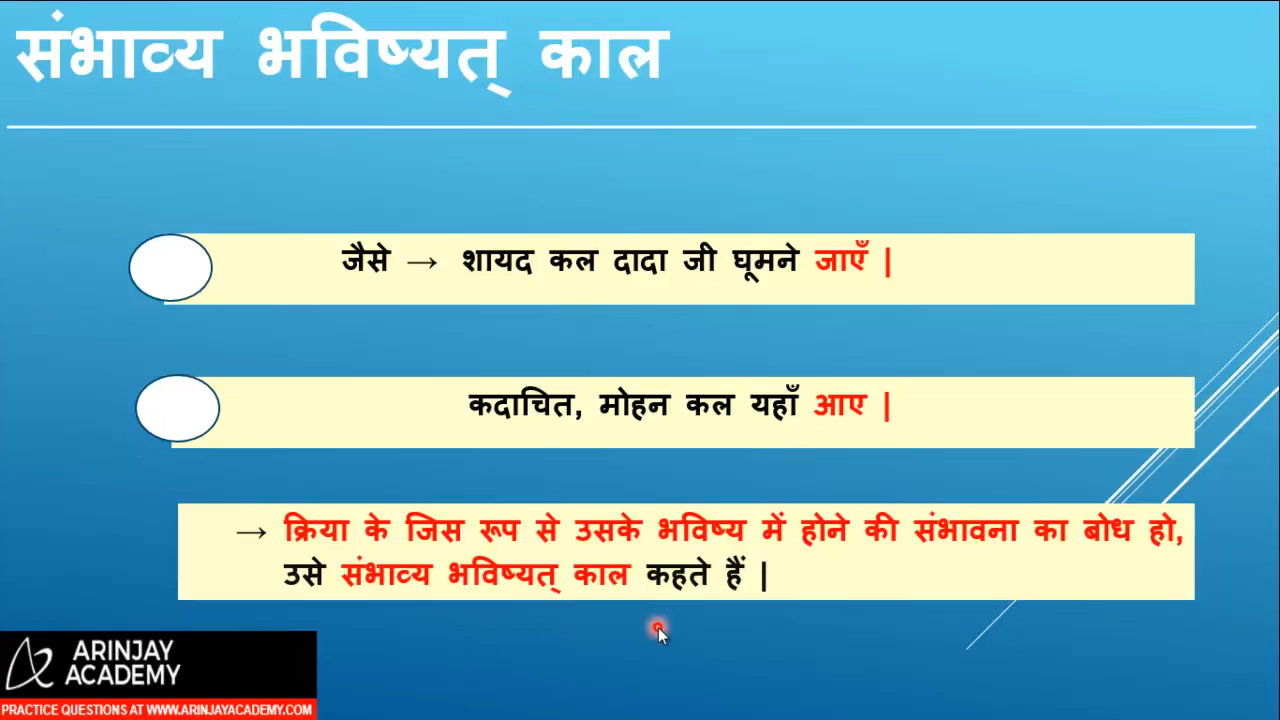 संभाव्य भविष्यत् काल
जैसे → शायद कल दादा जी घूमने जाएँ |
कदाचित, मोहन कल यहाँ आए |
→ क्रिया के जिस रूप से उसके भविष्य में होने की संभावना का बोध हो,
उसे संभाव्य भविष्यत् काल कहते हैं |
ARINJAY
ACADEMY
PRACTICE QUESTIONS AT WWW.ARINJAYACADEMY.COM